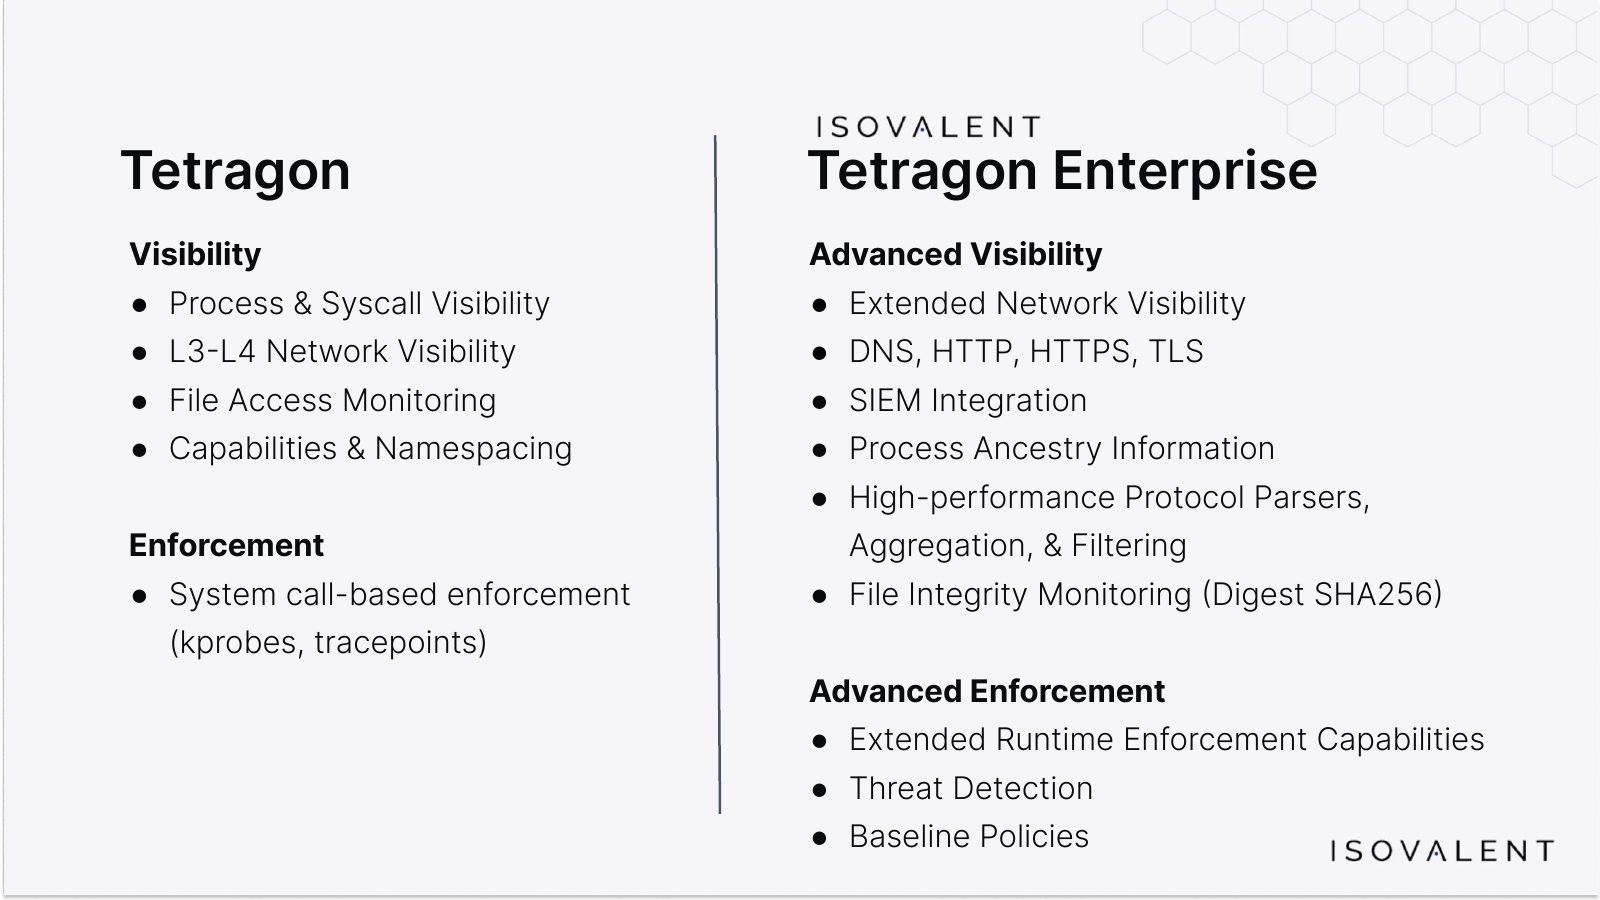 Tetragon
Visibility
● Process & Syscall Visibility
● L3-L4 Network Visibility
● File Access Monitoring
● Capabilities & Namespacing
Enforcement
● System call-based enforcement
(kprobes, tracepoints)
ISOVALENT
Tetragon Enterprise
Advanced Visibility
● Extended Network Visibility
● DNS, HTTP, HTTPS, TLS
● SIEM Integration
● Process Ancestry Information
● High-performance Protocol Parsers,
Aggregation, & Filtering
● File Integrity Monitoring (Digest SHA256)
Advanced Enforcement
● Extended Runtime Enforcement Capabilities
● Threat Detection
● Baseline Policies
ISOVALENT